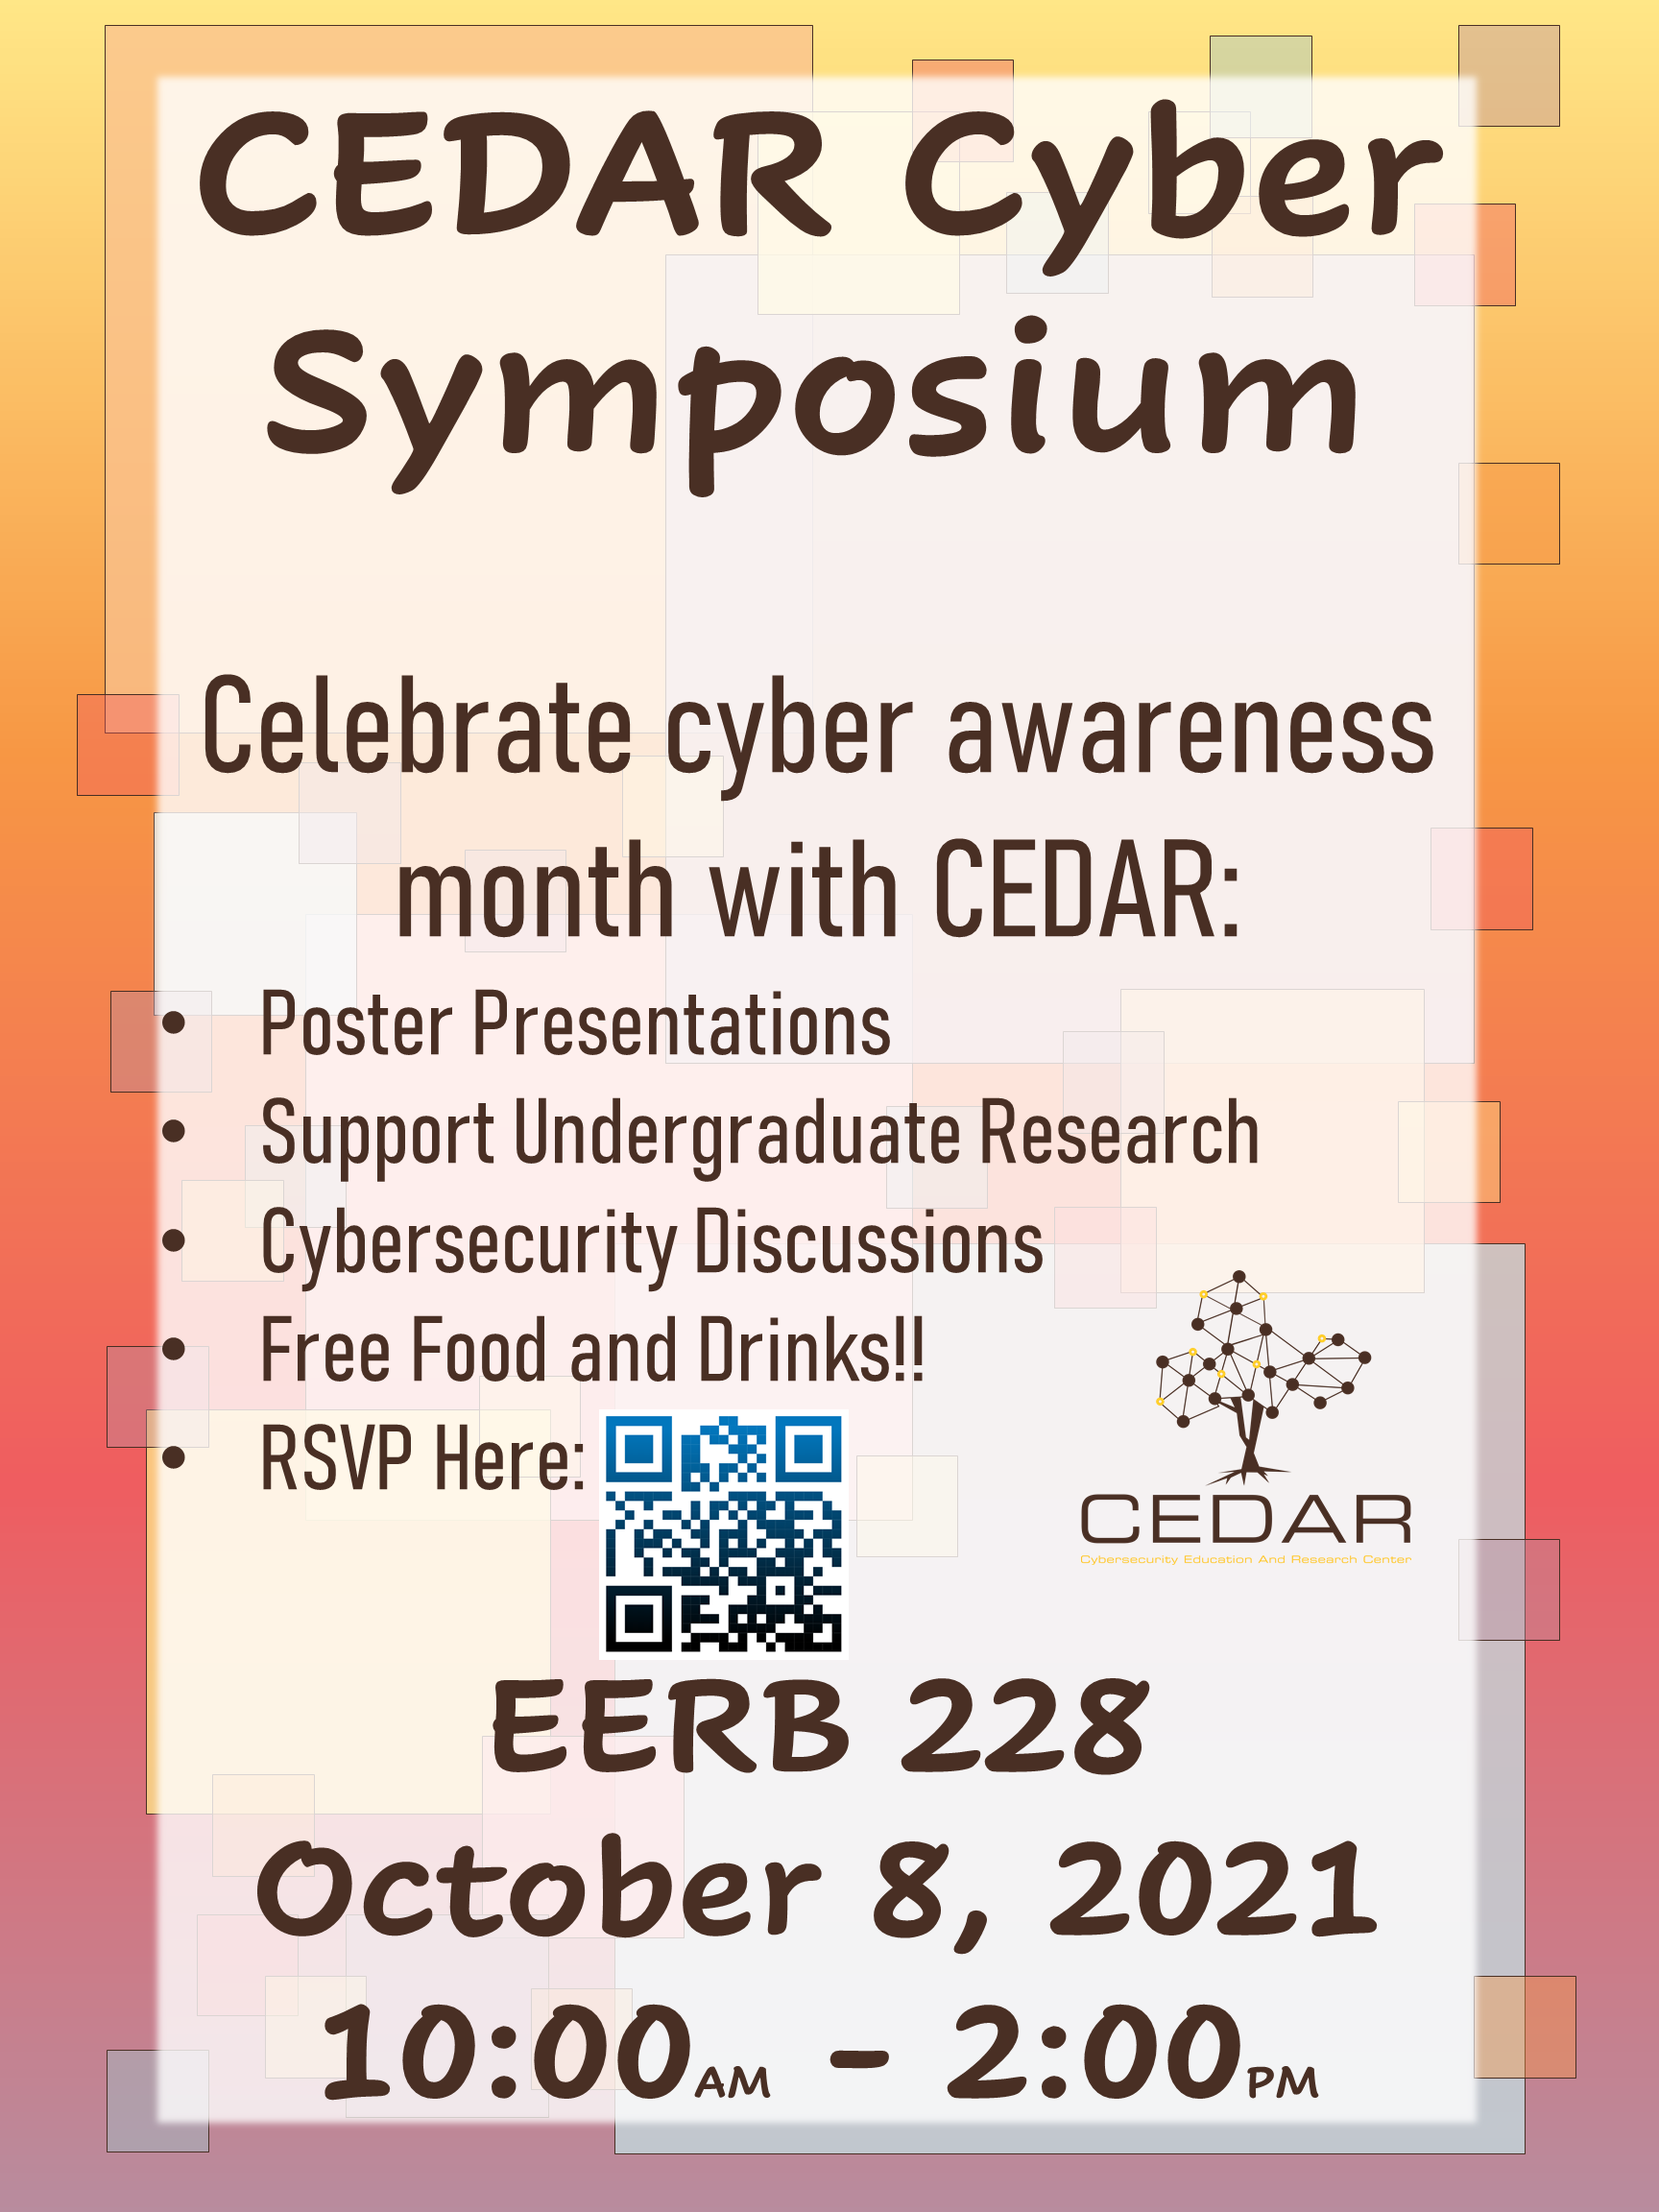 CEDAR Cyber
Symposium
Celebrate cyber awareness
month with CEDAR:
• Poster Presentations
• Support Undergraduate Research
• Cybersecurity Discussions
• Free Food and Drinks!!
• RSVP Here:
CEDAR
Cybersecurity Education And Research Center
EERB 228
October 8, 2021
10:00AM – 2:00PM